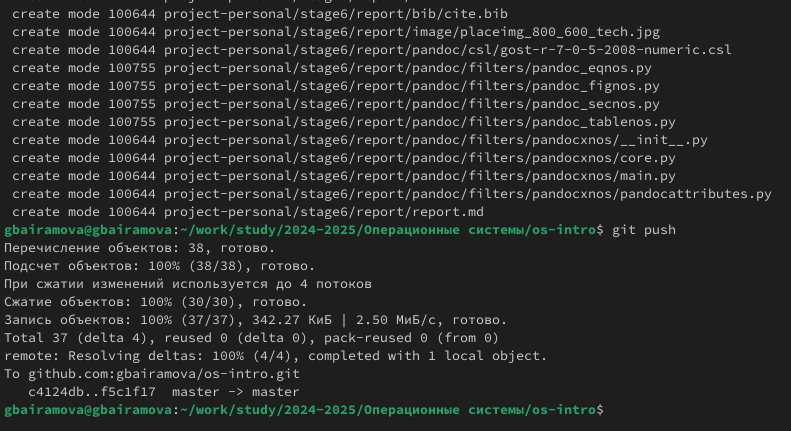 create mode 100644 project-personal/stage6/report/bib/cite.bib
create mode 100644 project-personal/stage6/report/image/placeimg_800_600_tech.jpg
create mode 100644 project-personal/stage6/report/pandoc/csl/gost-r-7-0-5-2008-numeric.csl
create mode 100755 project-personal/stage6/report/pandoc/filters/pandoc_eqnos.py
create mode 100755 project-personal/stage6/report/pandoc/filters/pandoc_fignos.py
create mode 100755 project-personal/stage6/report/pandoc/filters/pandoc_secnos.py
create mode 100755 project-personal/stage6/report/pandoc/filters/pandoc_tablenos.py
create mode 100644 project-personal/stage6/report/pandoc/filters/pandocxnos/__init__.py
create mode 100644 project-personal/stage6/report/pandoc/filters/pandocxnos/core.py
create mode 100644 project-personal/stage6/report/pandoc/filters/pandocxnos/main.py
create mode 100644 project-personal/stage6/report/pandoc/filters/pandocxnos/pandocattributes.py
create mode 100644 project-personal/stage6/report/report.md
gbairamova@gbairamova:~/work/study/2024-2025/Операционные системы/os-intro$ git push
Перечисление объектов: 38, готово.
Подсчет объектов: 100% (38/38), готово.
При сжатии изменений используется до 4 потоков
Сжатие объектов: 100% (30/30), готово.
Запись объектов: 100% (37/37), 342.27 КиБ | 2.50 МиБ/с, готово.
Total 37 (delta 4), reused 0 (delta 0), pack-reused 0 (from 0)
remote: Resolving deltas: 100% (4/4), completed with 1 local object.
To github.com:gbairamova/os-intro.git
c4124db..f5c1f17  master -> master
gbairamova@gbairamova:~/work/study/2024-2025/Операционные системы/os-intro$